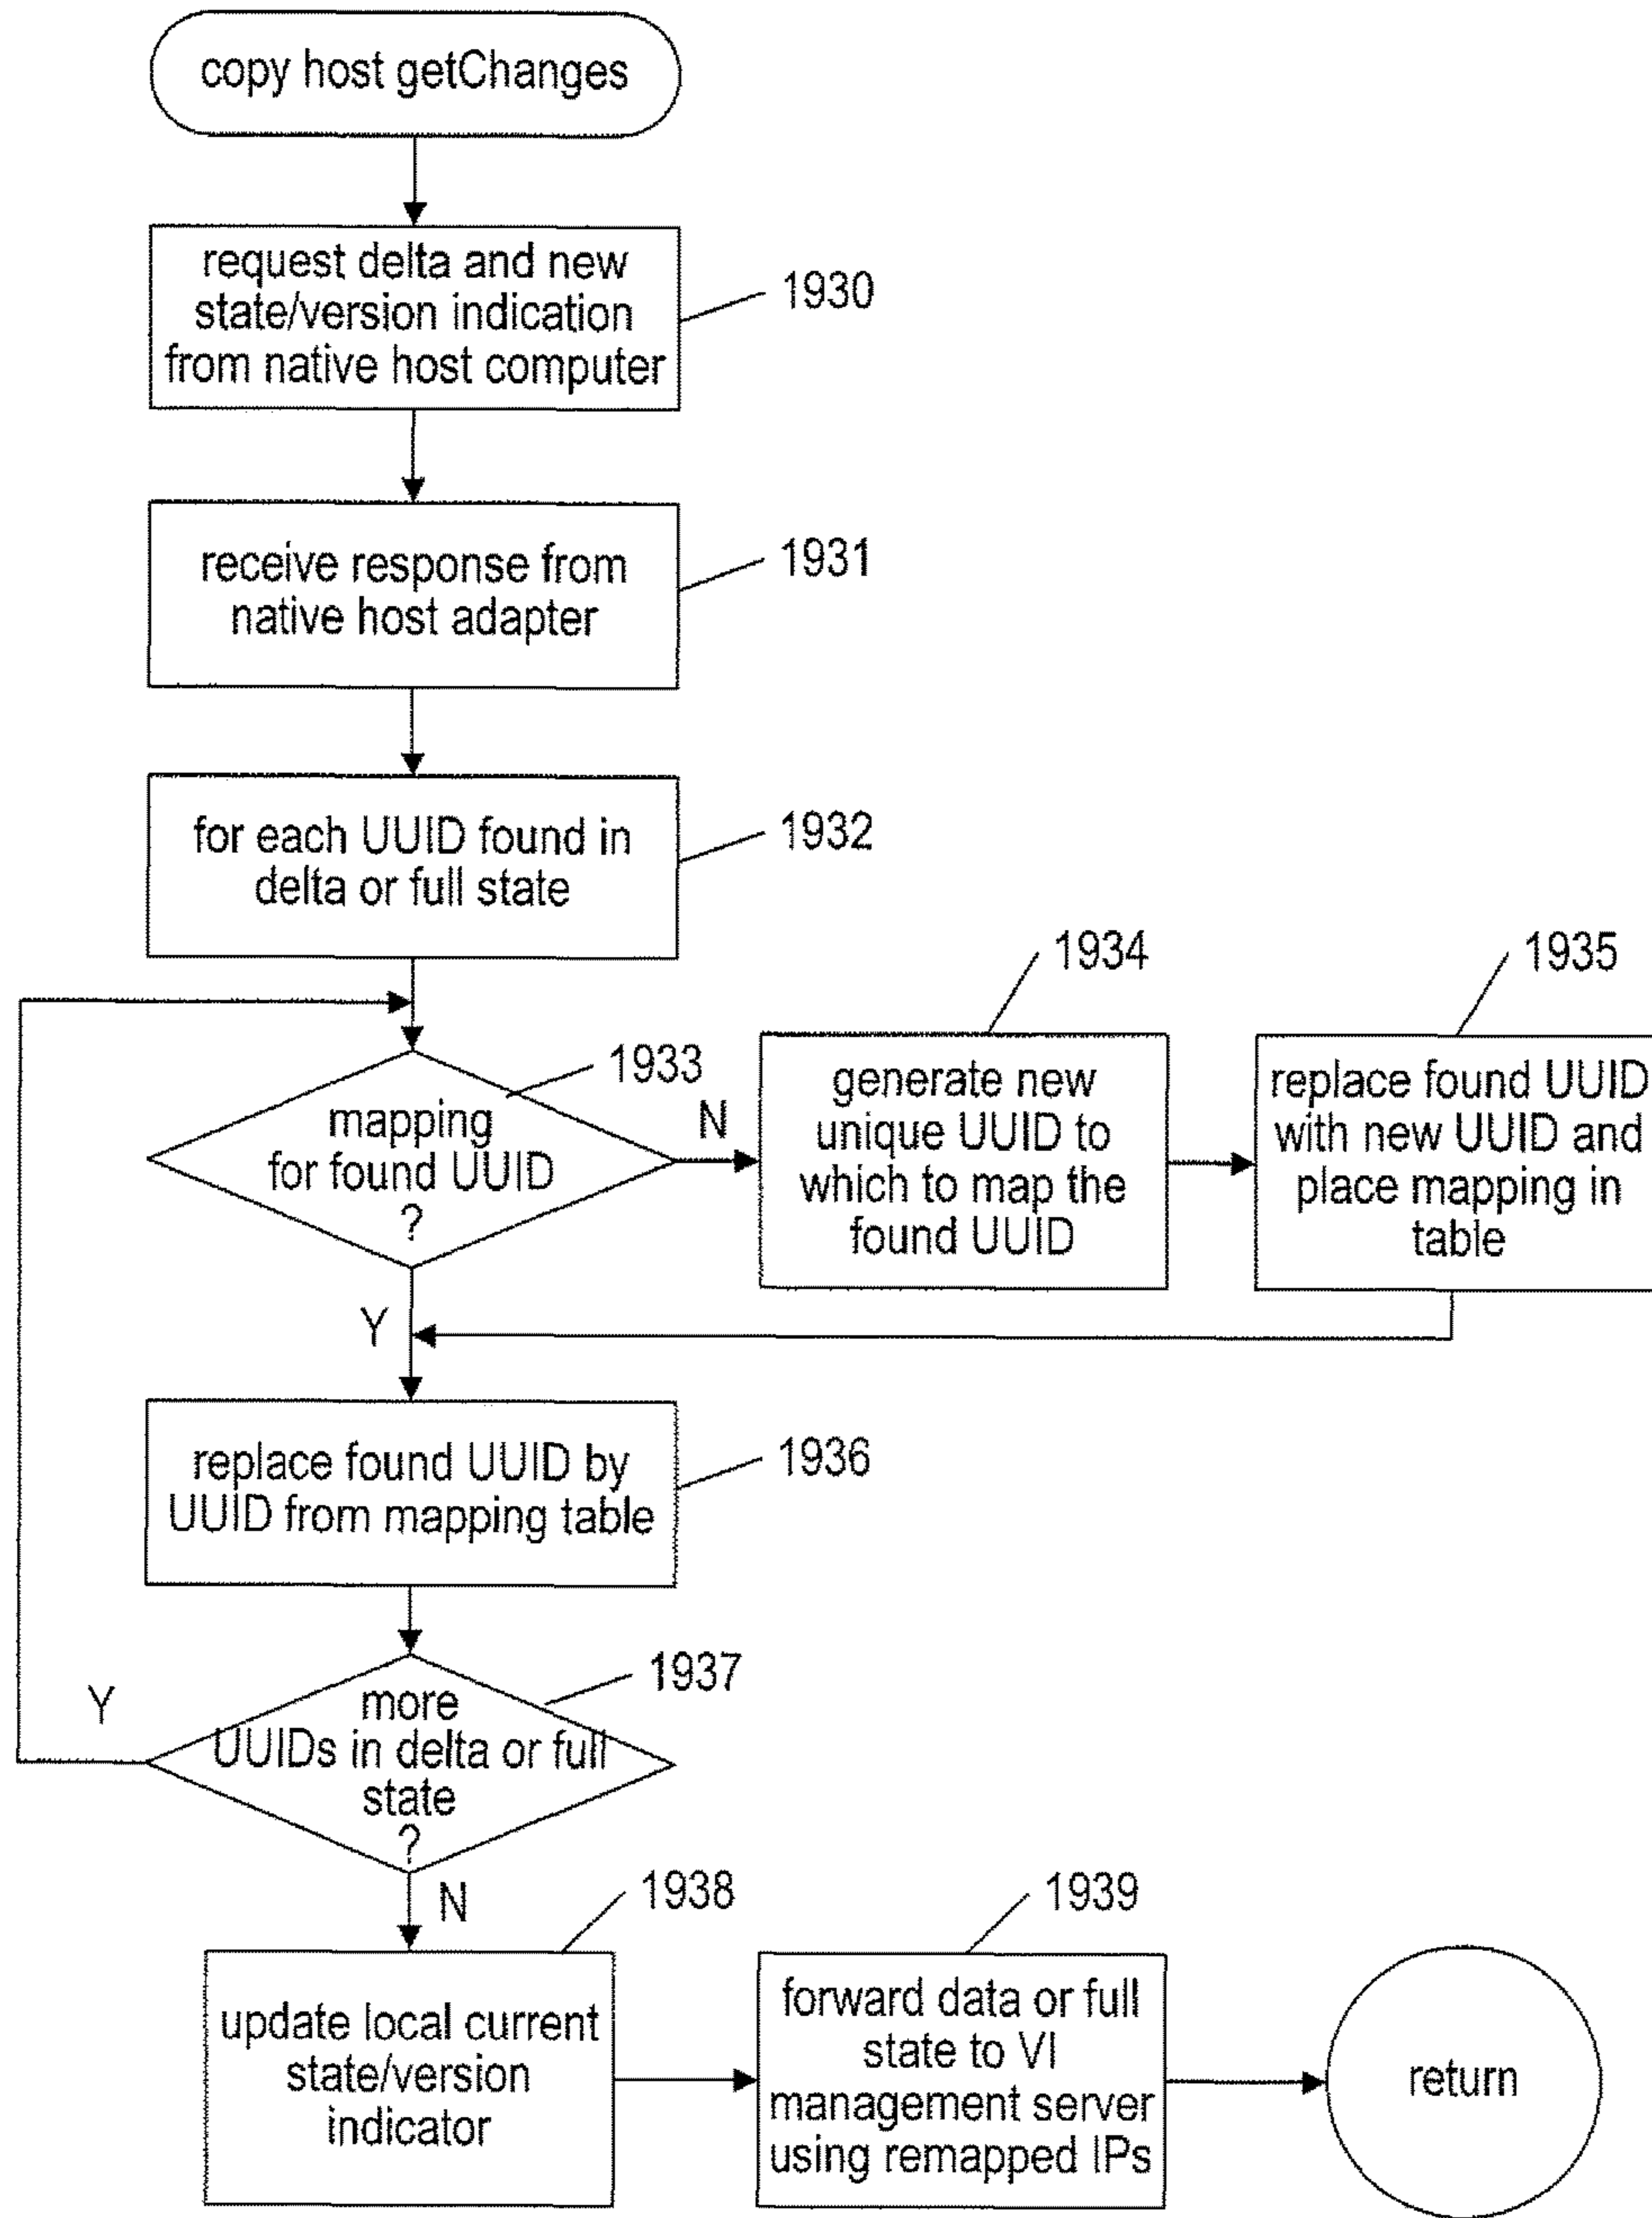 copy host getChanges
request delta and new
state/version indication
from native host computer
1930
receive response from
native host adapter
1931
for each UUID found in
delta or full state
1932
1933
mapping
for found UUID
?
N
1934
generate new
unique UUID to
which to map the
found UUID
1935
replace found UUID
with new UUID and
place mapping in
table
Y
replace found UUID by
UUID from mapping table
1936
1937
more
UUIDs in delta or full
state
?
Y
N
1938
update local current
state/version
indicator
1939
forward data or full
state to VI
management server
using remapped IPs
return